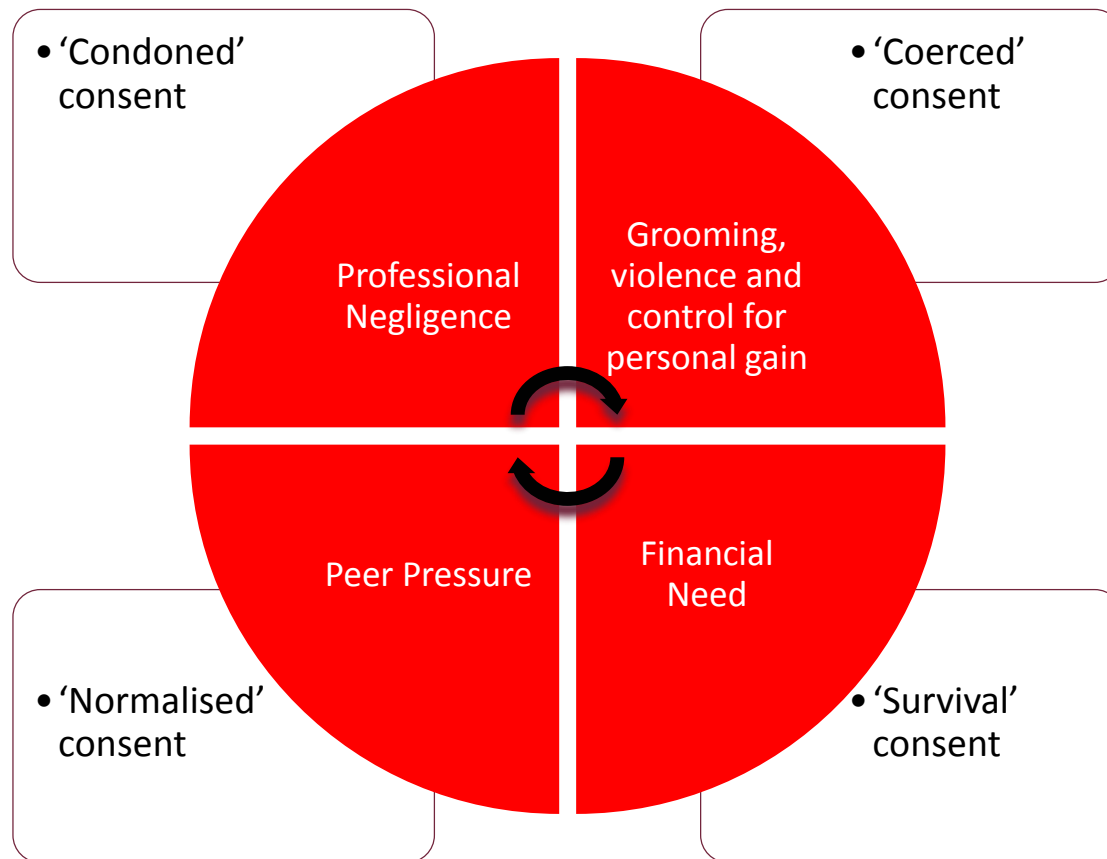 • ‘Condoned’
consent
• ‘Coerced’
consent
Professional
Negligence
Grooming,
violence and
control for
personal gain
Peer Pressure
Financial
Need
• ‘Normalised’
consent
• ‘Survival’
consent